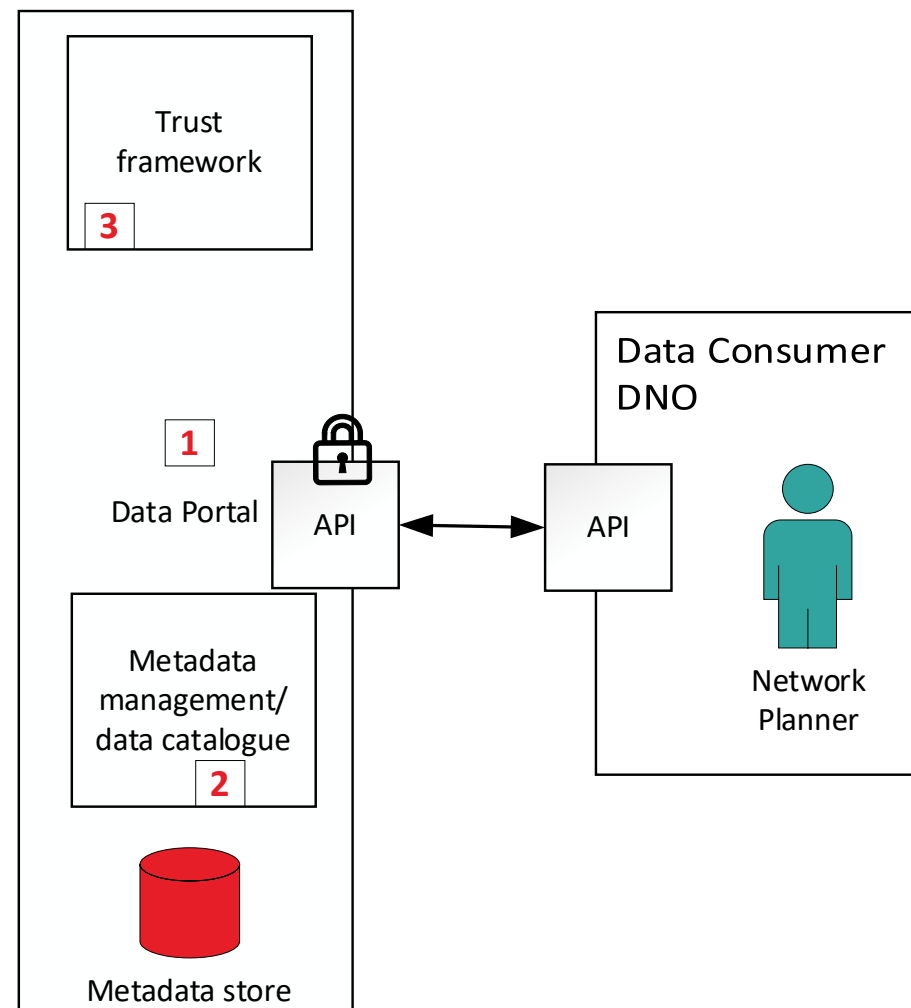 Trust
framework
3
1
Data Portal
API
Metadata
management/
data catalogue
2
Metadata store
API
Data Consumer
DNO
Network
Planner